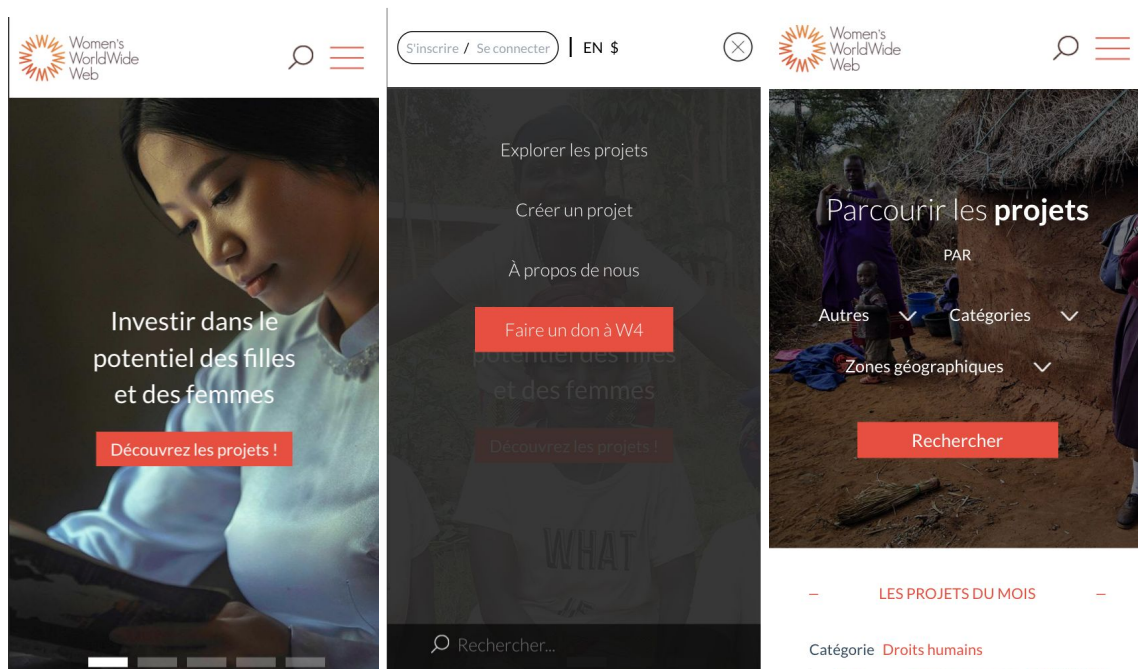 Women's
WorldWide
Web
Investir dans le
potentiel des filles
et des femmes
Découvrez les projets !
S'inscrire / Se connecter | EN $
Explorer les projets
Créer un projet
À propos de nous
Faire un don à W4
potentiel des filles
et des femmes
Découvrez les projets !
WHAT
Rechercher...
Women's
WorldWide
Web
Parcourir les projets
PAR
Autres Catégories
Zones géographiques
Rechercher
– LES PROJETS DU MOIS –
Catégorie Droits humains